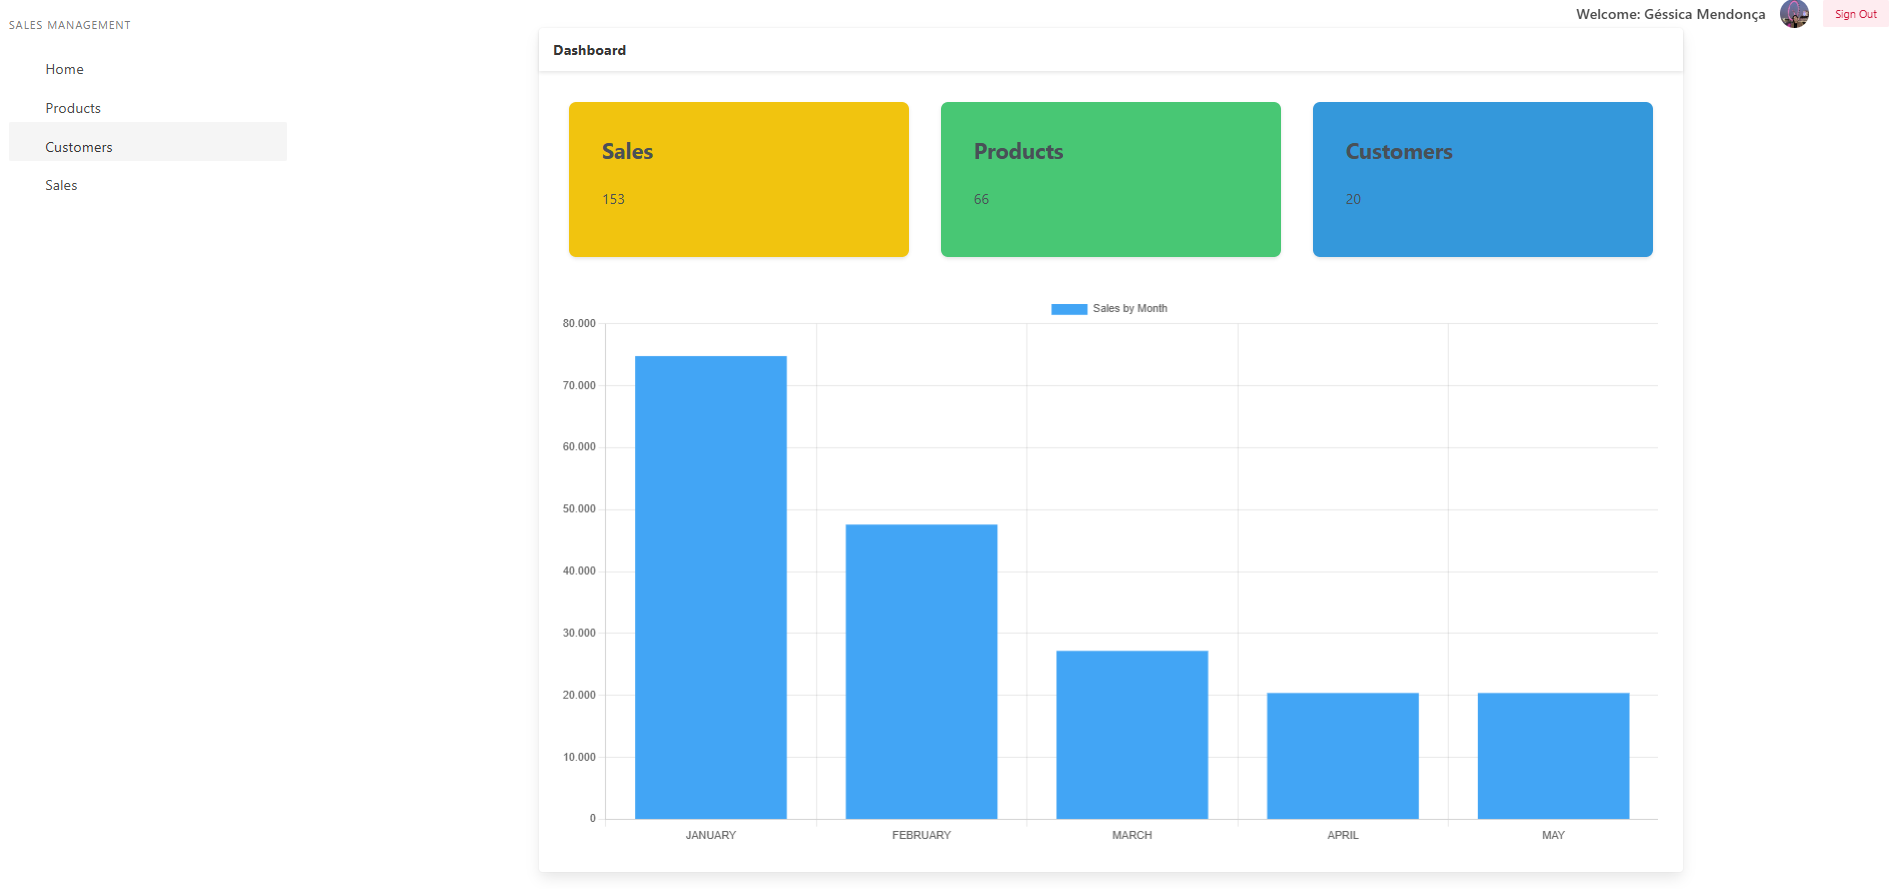 SALES MANAGEMENT
Home
Products
Customers
Sales
Welcome: Géssica Mendonça
Sign Out
Dashboard
Sales
153
Products
66
Customers
20
Sales by Month
80.000
70.000
60.000
50.000
40.000
30.000
20.000
10.000
0
JANUARY
FEBRUARY
MARCH
APRIL
MAY